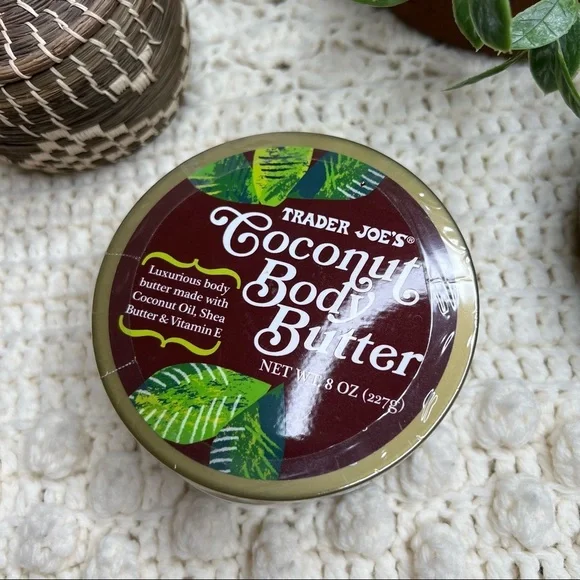 TRADER JOE'S®
Coconut
Body
Butter
NET WT. 8 OZ (227g)
Luxurious body
butter made with
Coconut Oil, Shea
Butter & Vitamin E